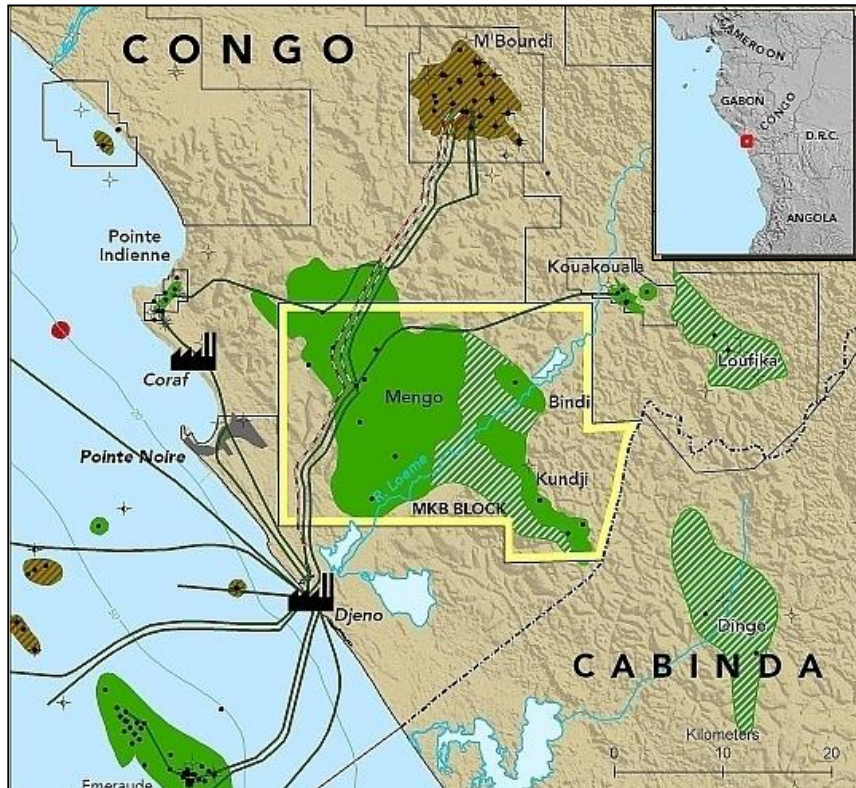 CONGO
M'Boundi
CAMEROON
GABON
CONGO
D.R.C.
ANGOLA
Pointe
Indienne
Kouakouala
Loufika
Coraf
Mengo
Bindi
Pointe Noire
R. Loeme
Kundji
MKB BLOCK
Djeno
Dinge
CABINDA
Kilometers
0 10 20
Emeraude